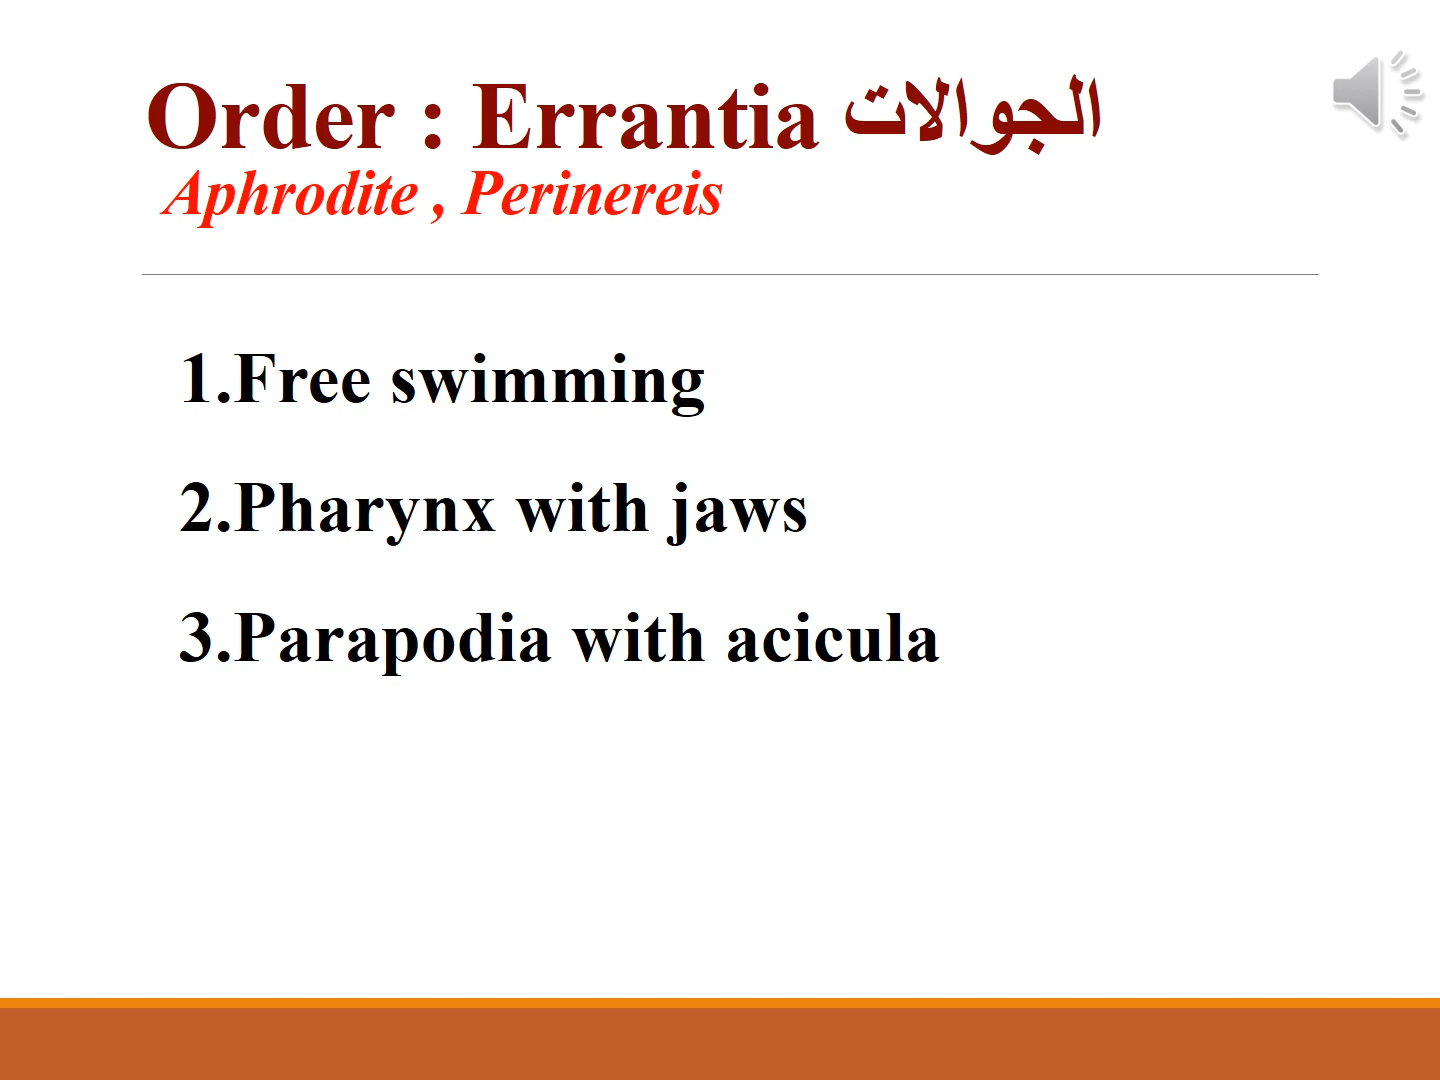 Order : Errantia الجوالات
Aphrodite , Perinereis
1.Free swimming
2.Pharynx with jaws
3.Parapodia with acicula